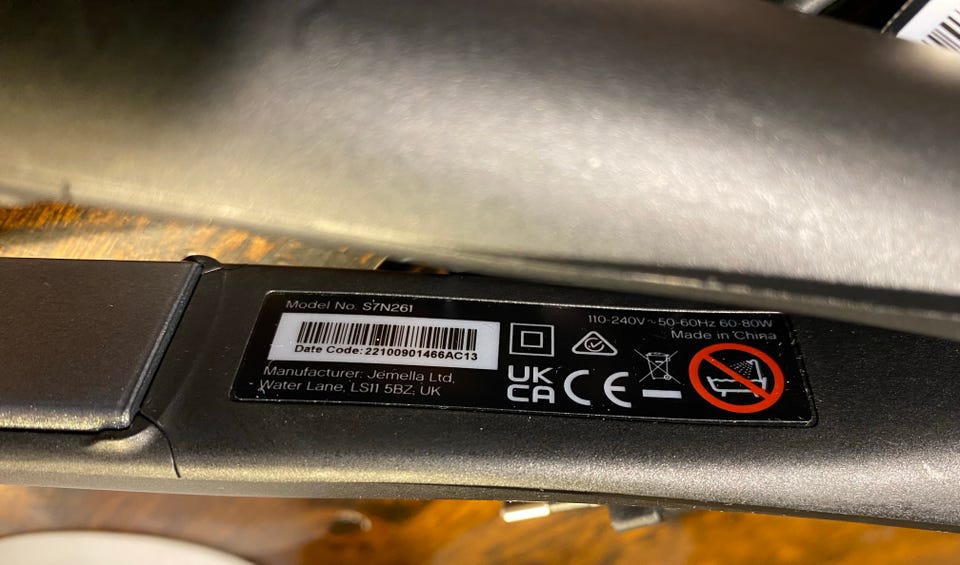 Model No. S7N261
Date Code: 22100901466AC13
Manufacturer: Jemella Ltd,
Water Lane, LS11 5BZ, UK
UK
CA
CE
110-240V~ 50-60Hz 60-80W
Made in China